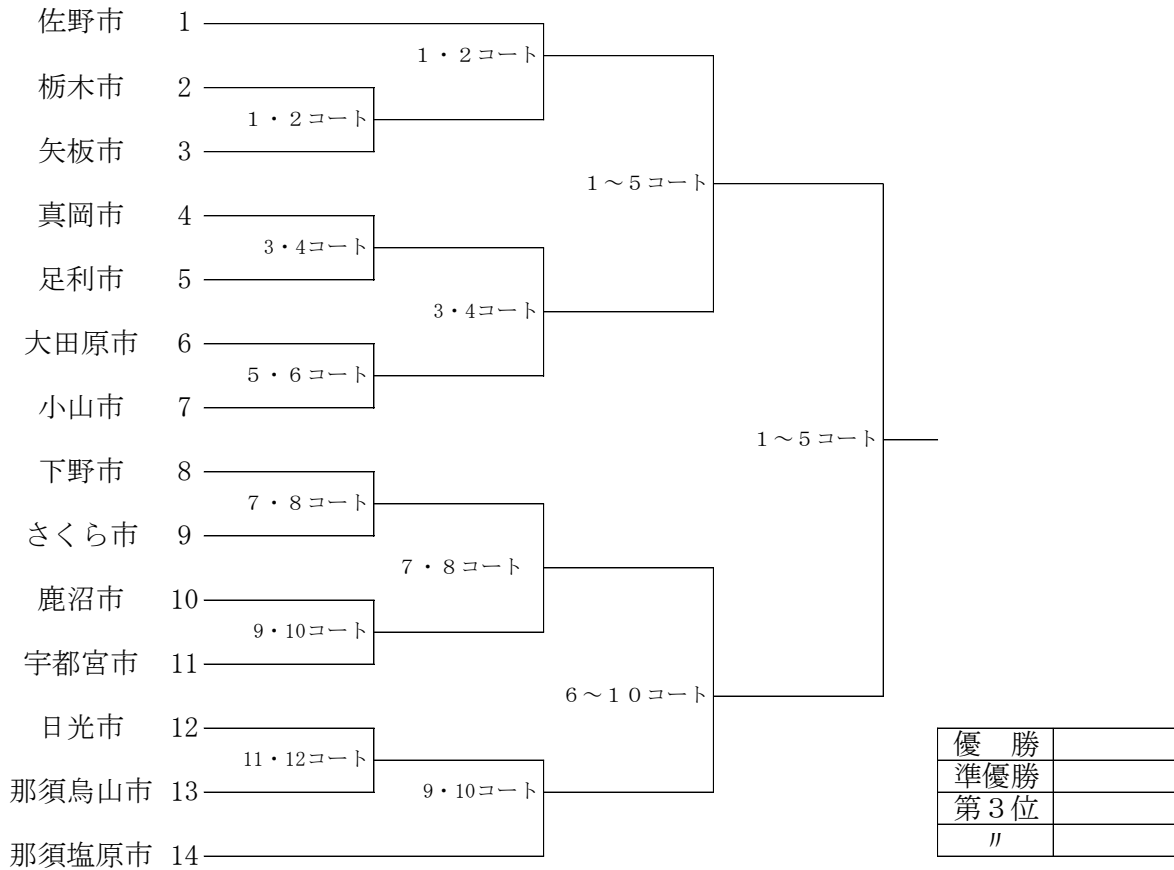 佐野市 1
1・2コート
栃木市 2
1・2コート
矢板市 3
1～5コート
真岡市 4
3・4コート
足利市 5
3・4コート
大田原市 6
5・6コート
小山市 7
1～5コート
下野市 8
7・8コート
さくら市 9
7・8コート
鹿沼市 10
9・10コート
宇都宮市 11
6～10コート
日光市 12
11・12コート
那須烏山市 13
9・10コート
那須塩原市 14
優　勝
準優勝
第３位
〃